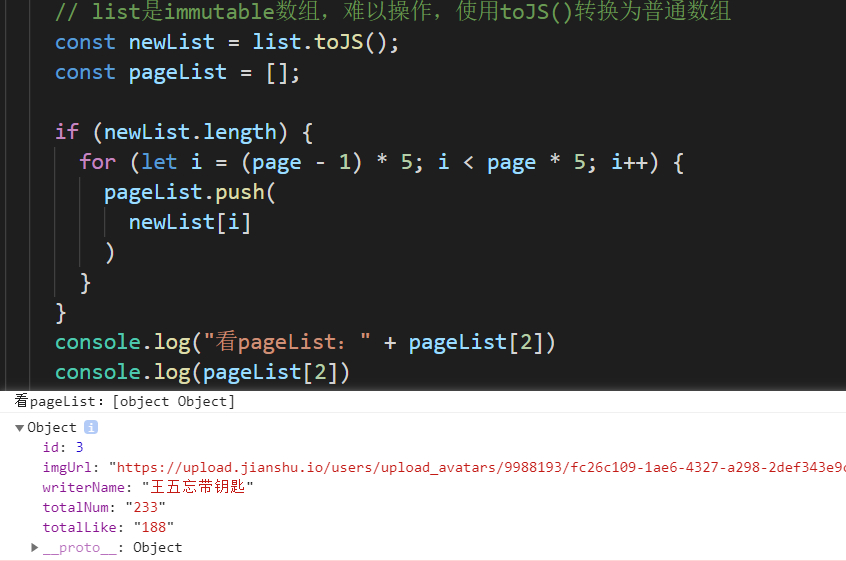 // list是immutable数组，难以操作，使用toJS()转换为普通数组
const newList = list.toJS();
const pageList = [];
if (newList.length) {
for (let i = (page - 1) * 5; i < page * 5; i++) {
pageList.push(
newList[i]
)
}
}
console.log("看pageList：" + pageList[2])
console.log(pageList[2])
看pageList：[object Object]
▼Object i
id: 3
imgUrl: "https://upload.jianshu.io/users/upload_avatars/9988193/fc26c109-1ae6-4327-a298-2def343e9c
writerName: "王五忘带钥匙"
totalNum: "233"
totalLike: "188"
▶__proto__: Object